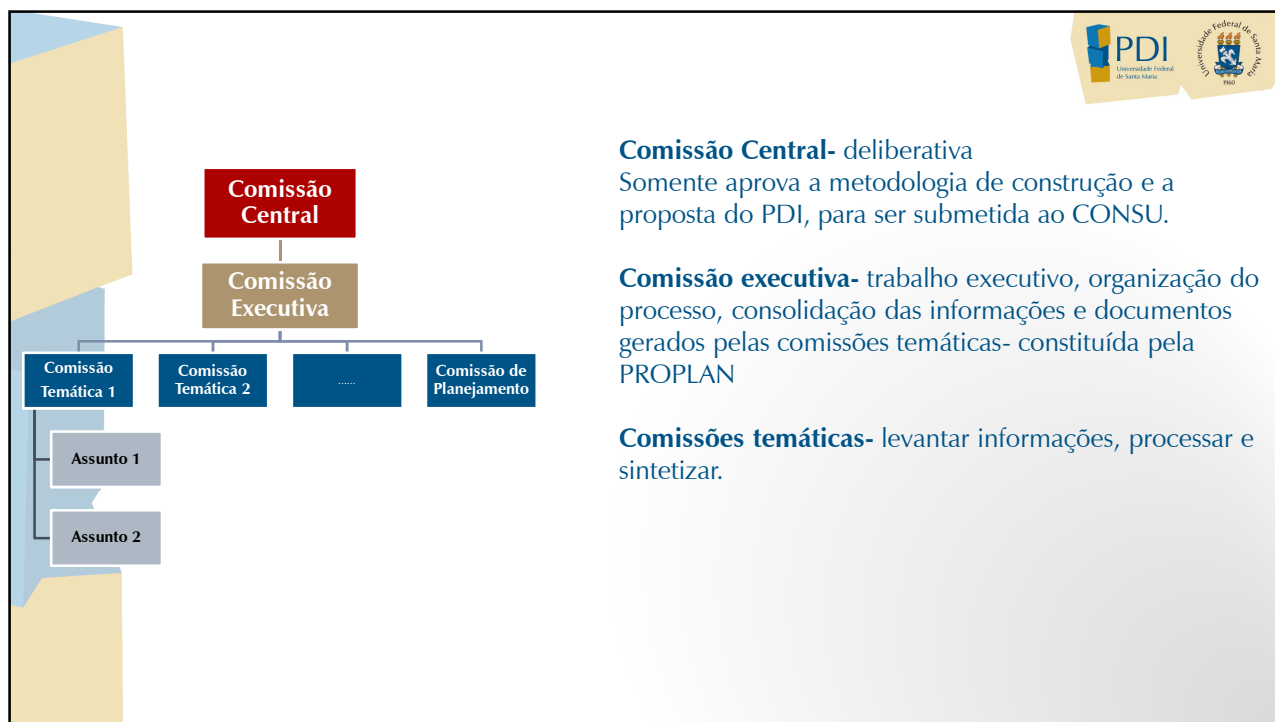 PDI
Universidade Federal
de Santa Maria
Universidade Federal de Santa Maria
1960
Comissão
Central
Comissão
Executiva
Comissão
Temática 1
Comissão
Temática 2
......
Comissão de
Planejamento
Assunto 1
Assunto 2
Comissão Central- deliberativa
Somente aprova a metodologia de construção e a
proposta do PDI, para ser submetida ao CONSU.
Comissão executiva- trabalho executivo, organização do
processo, consolidação das informações e documentos
gerados pelas comissões temáticas- constituída pela
PROPLAN
Comissões temáticas- levantar informações, processar e
sintetizar.